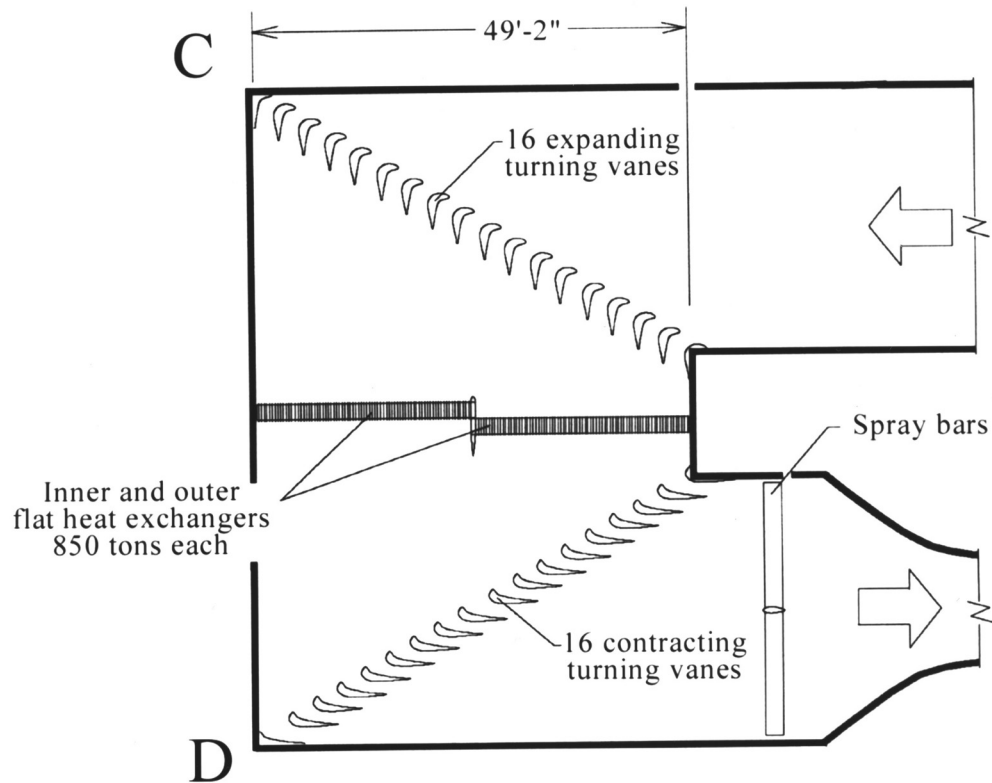 49'-2"
C
16 expanding
turning vanes
Spray bars
Inner and outer
flat heat exchangers
850 tons each
16 contracting
turning vanes
D